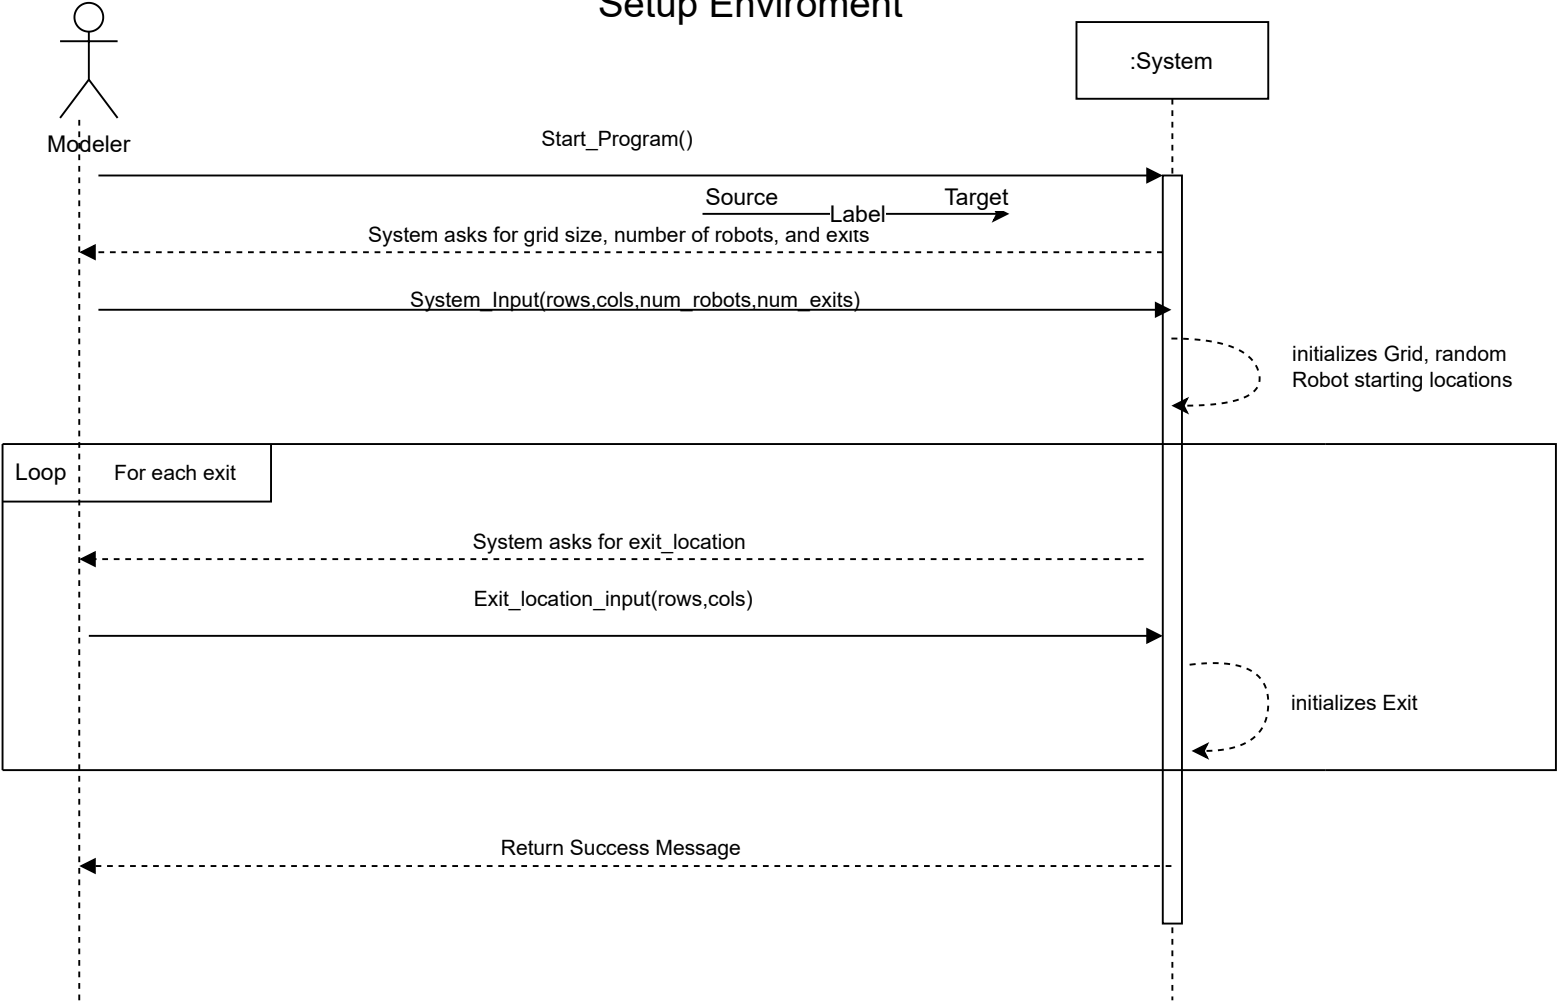 Setup Enviroment
:System
Modeler
Start_Program()
Source
Target
Label
System asks for grid size, number of robots, and exits
System_Input(rows,cols,num_robots,num_exits)
initializes Grid, random
Robot starting locations
Loop
For each exit
System asks for exit_location
Exit_location_input(rows,cols)
initializes Exit
Return Success Message